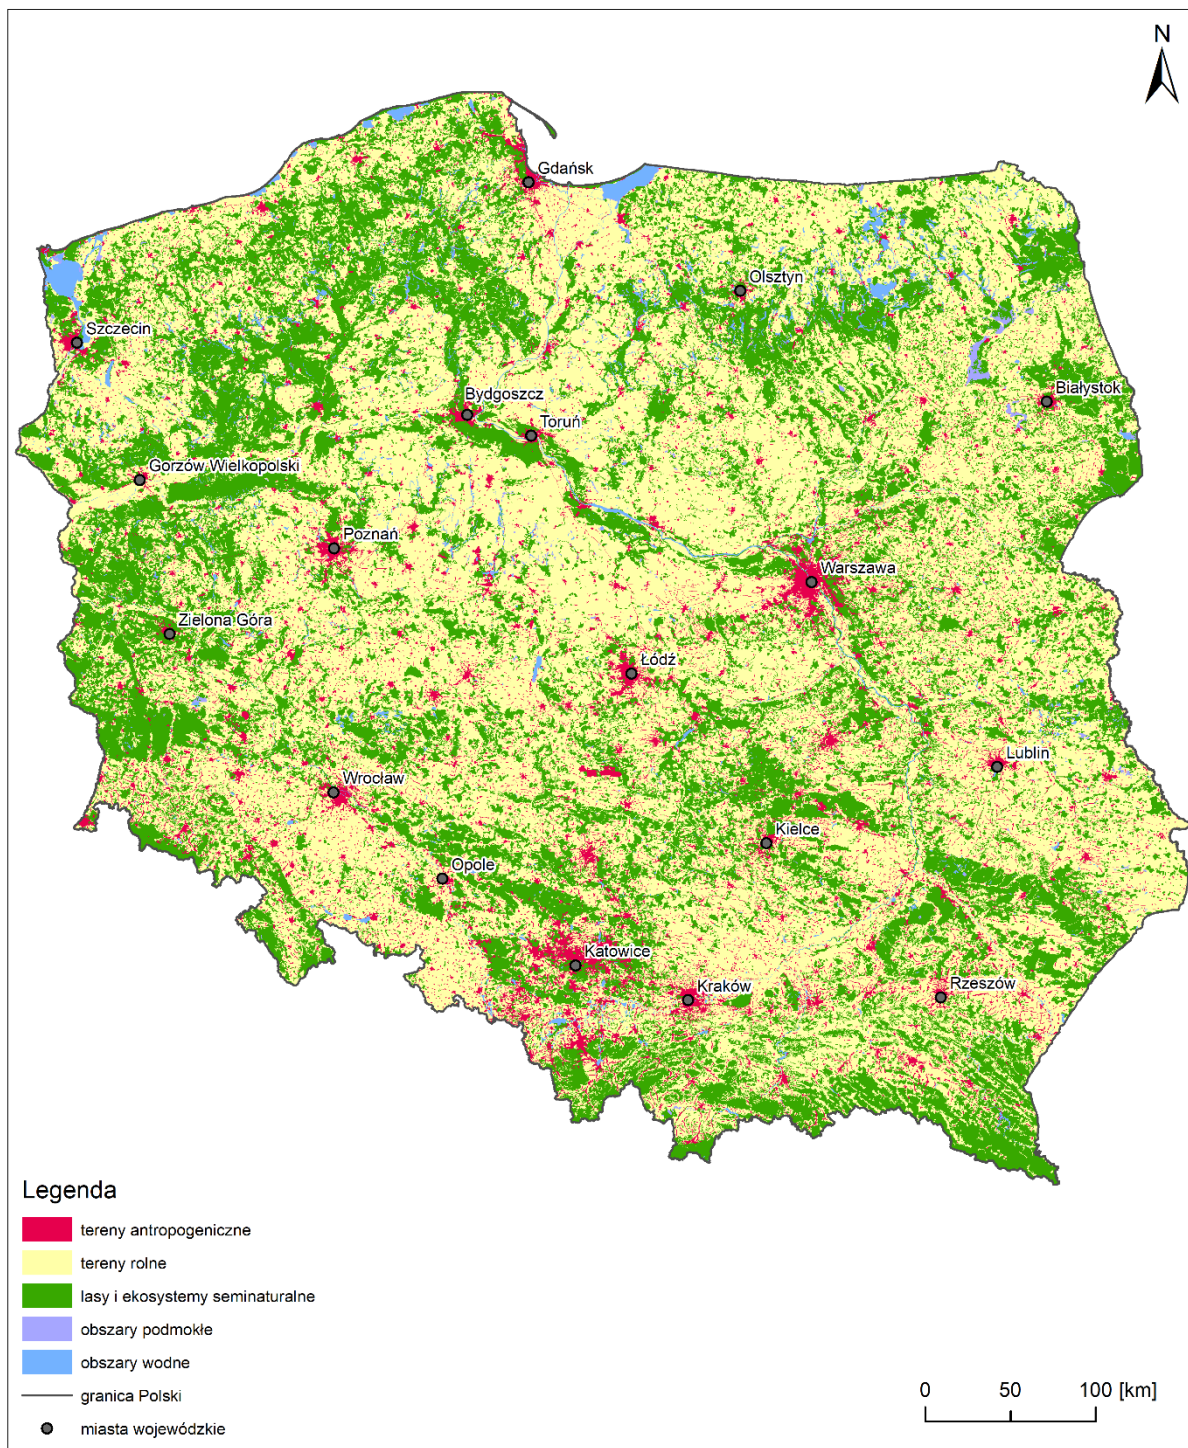 N
Gdańsk
Olsztyn
Szczecin
Białystok
Bydgoszcz
Toruń
Gorzów Wielkopolski
Poznań
Warszawa
Zielona Góra
Łódź
Lublin
Wrocław
Kielce
Opole
Katowice
Kraków
Rzeszów
Legenda
tereny antropogeniczne
tereny rolne
lasy i ekosystemy seminaturalne
obszary podmokłe
obszary wodne
granica Polski
miasta wojewódzkie
0 50 100 [km]